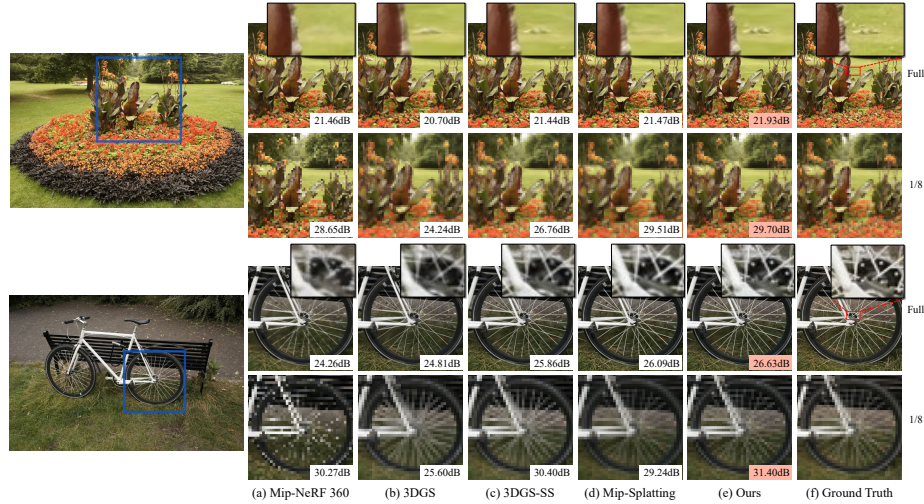 Full
21.46dB 20.70dB 21.44dB 21.47dB 21.93dB
1/8
28.65dB 24.24dB 26.76dB 29.51dB 29.70dB
Full
24.26dB 24.81dB 25.86dB 26.09dB 26.63dB
1/8
30.27dB 25.60dB 30.40dB 29.24dB 31.40dB
(a) Mip-NeRF 360 (b) 3DGS (c) 3DGS-SS (d) Mip-Splatting (e) Ours (f) Ground Truth